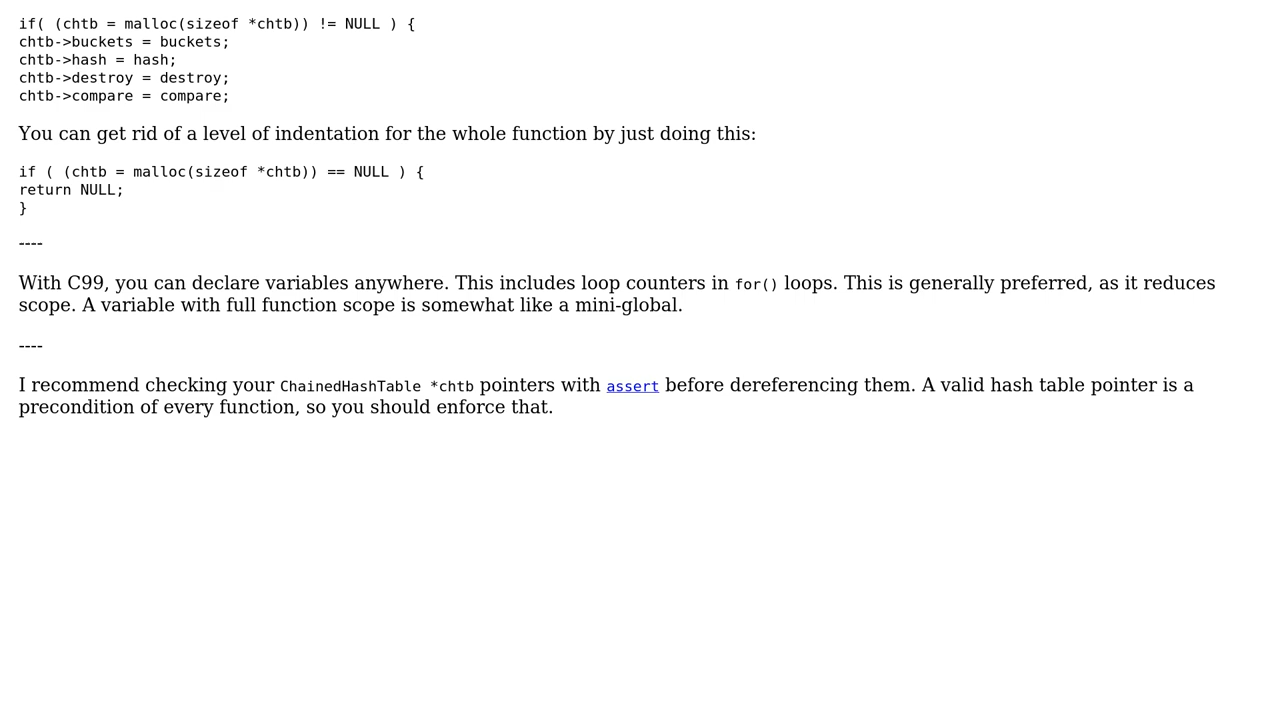 if( (chtb = malloc(sizeof *chtb)) != NULL ) {
chtb->buckets = buckets;
chtb->hash = hash;
chtb->destroy = destroy;
chtb->compare = compare;
You can get rid of a level of indentation for the whole function by just doing this:
if ( (chtb = malloc(sizeof *chtb)) == NULL ) {
return NULL;
}
----
With C99, you can declare variables anywhere. This includes loop counters in for() loops. This is generally preferred, as it reduces
scope. A variable with full function scope is somewhat like a mini-global.
----
I recommend checking your ChainedHashTable *chtb pointers with assert before dereferencing them. A valid hash table pointer is a
precondition of every function, so you should enforce that.